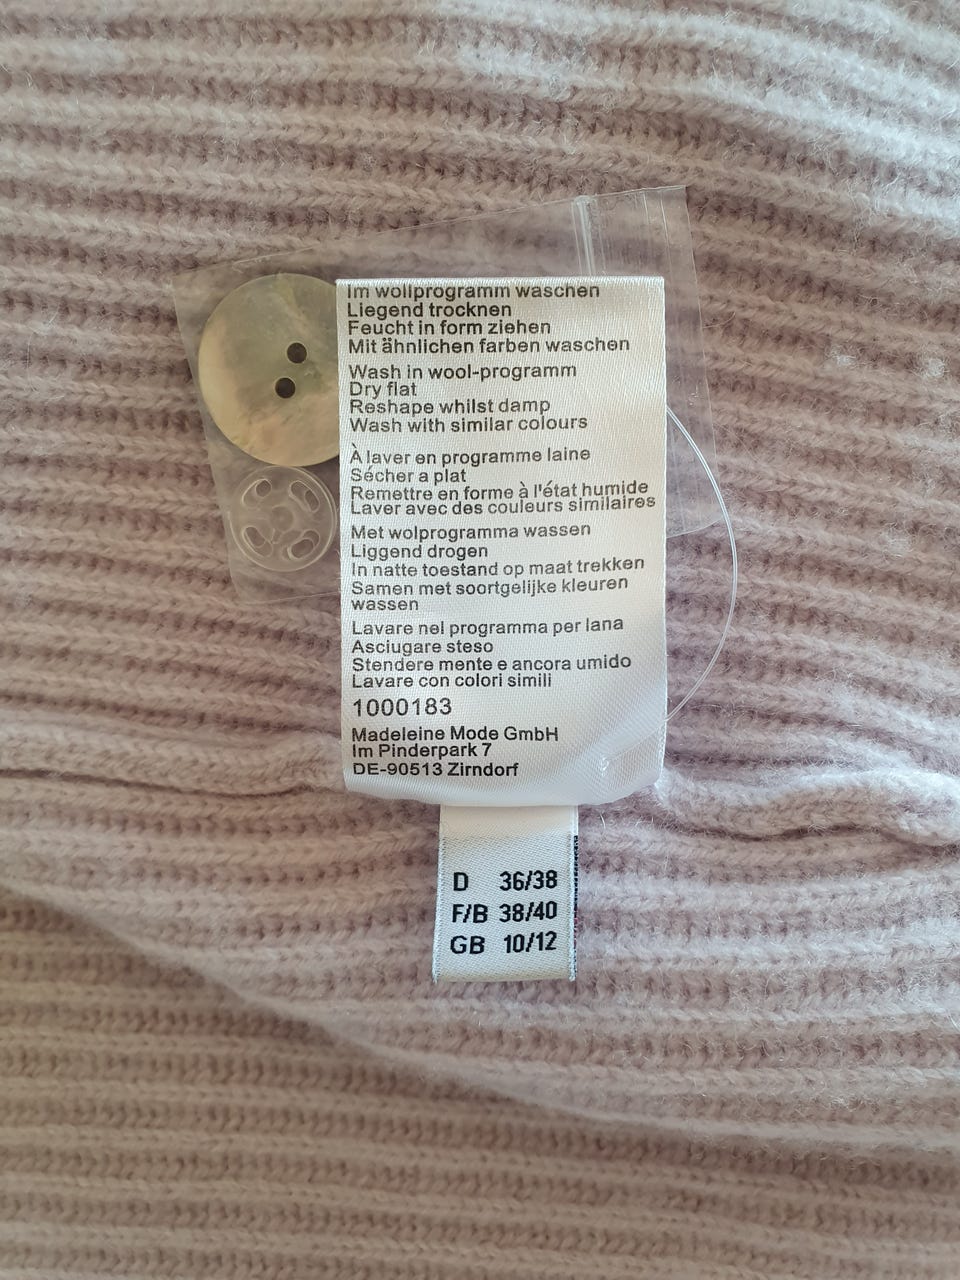 Im wollprogramm waschen
Liegend trocknen
Feucht in form ziehen
Mit ähnlichen farben waschen
Wash in wool-programm
Dry flat
Reshape whilst damp
Wash with similar colours
À laver en programme laine
Sécher a plat
Remettre en forme à l'état humide
Laver avec des couleurs similaires
Met wolprogramma wassen
Liggend drogen
In natte toestand op maat trekken
Samen met soortgelijke kleuren
wassen
Lavare nel programma per lana
Asciugare steso
Stendere mente e ancora umido
Lavare con colori simili
1000183
Madeleine Mode GmbH
Im Pinderpark 7
DE-90513 Zirndorf
D 36/38
F/B 38/40
GB 10/12